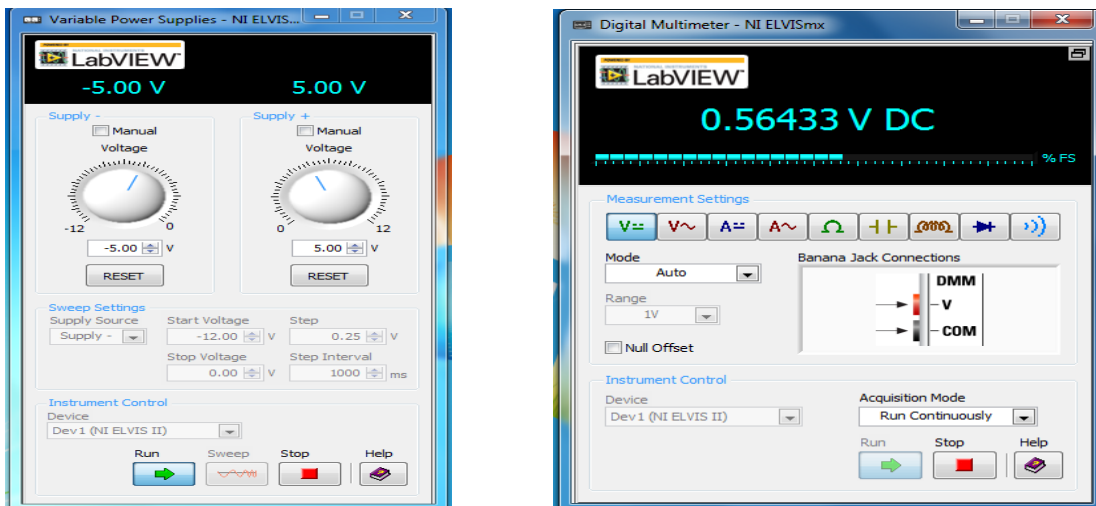 Variable Power Supplies - NI ELVIS...
LabVIEW
-5.00 V 5.00 V
Supply - Supply +
Manual Manual
Voltage Voltage
-12 0 0 12
-5.00 V 5.00 V
RESET RESET
Sweep Settings
Supply Source Start Voltage Step
Supply - -12.00 V 0.25 V
Stop Voltage Step Interval
0.00 V 1000 ms
Instrument Control
Device
Dev1 (NI ELVIS II)
Run Sweep Stop Help
Digital Multimeter - NI ELVISmx
LabVIEW
0.56433 V DC
% FS
Measurement Settings
V V A A Ω
Mode Banana Jack Connections
Auto DMM
Range V
1V COM
Null Offset
Instrument Control
Device Acquisition Mode
Dev1 (NI ELVIS II) Run Continuously
Run Stop Help